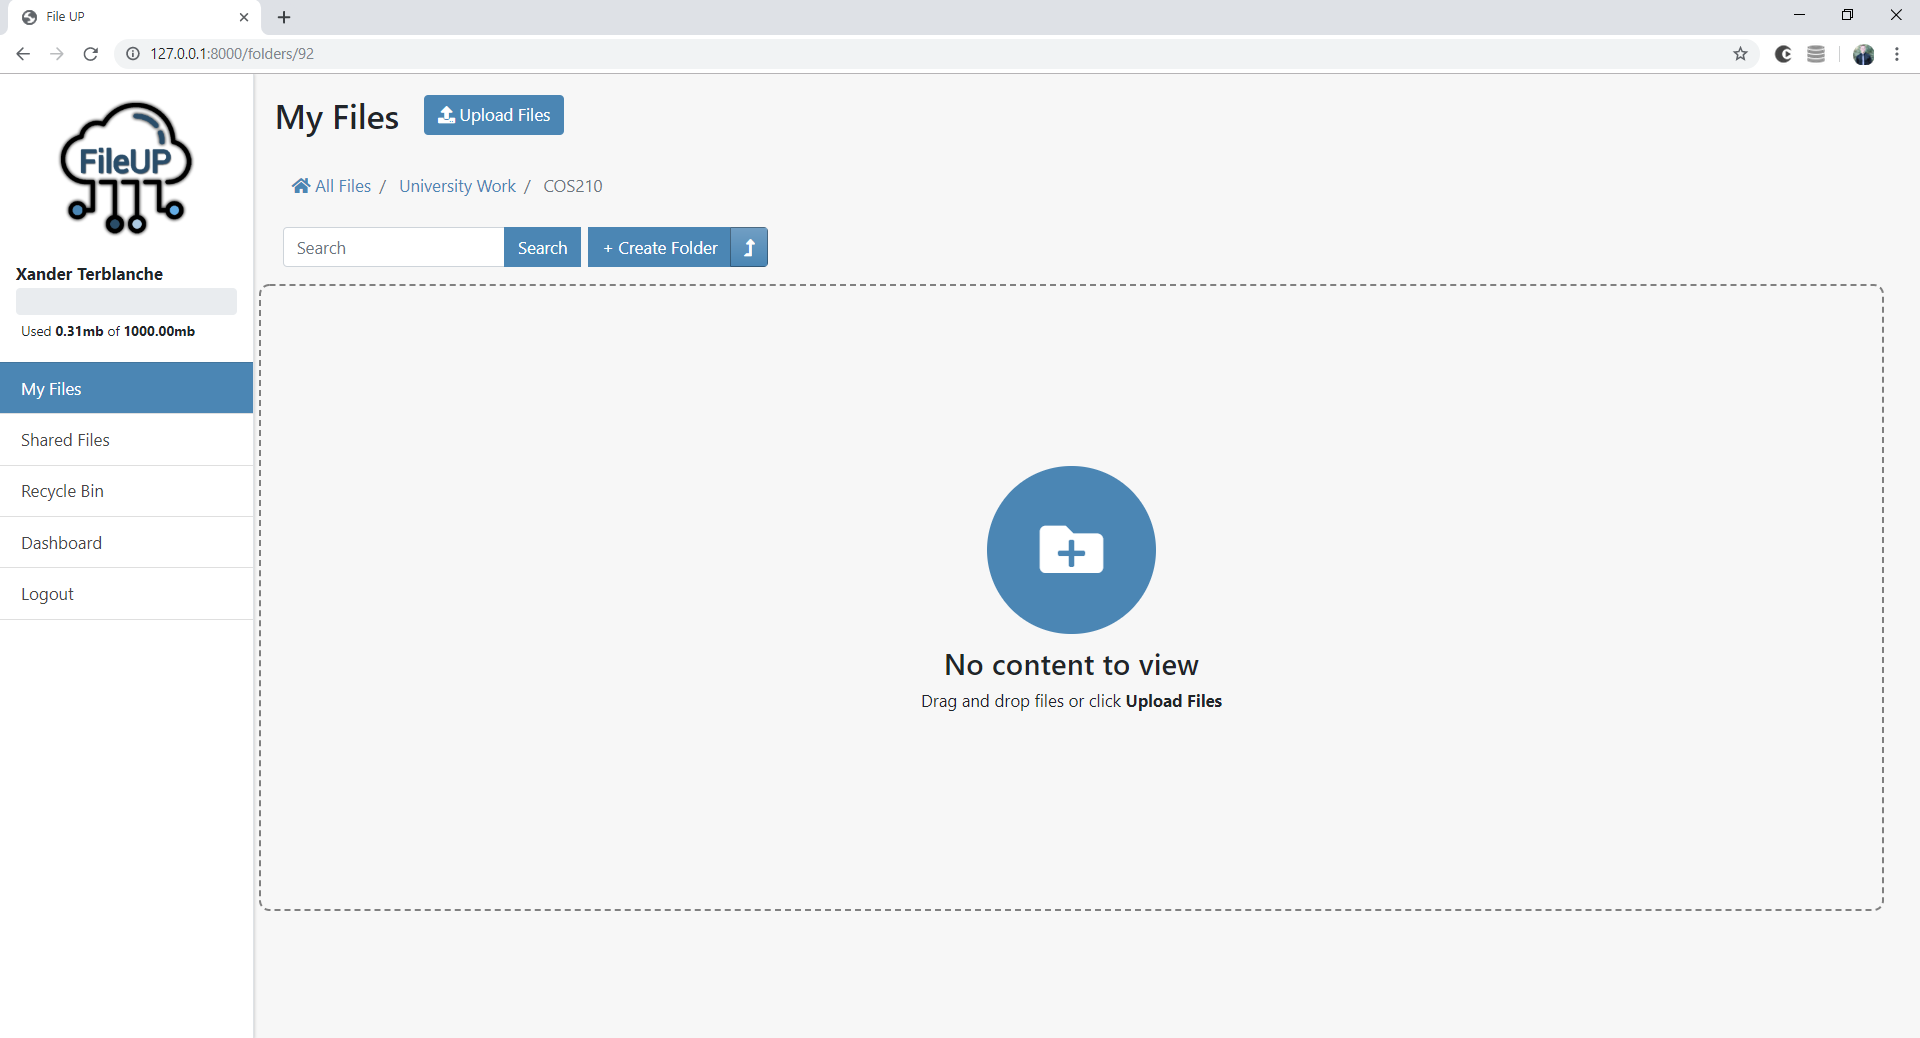 File UP
127.0.0.1:8000/folders/92
FileUP
Xander Terblanche
Used 0.31mb of 1000.00mb
My Files
Shared Files
Recycle Bin
Dashboard
Logout
My Files Upload Files
All Files / University Work / COS210
Search Search + Create Folder
No content to view
Drag and drop files or click Upload Files